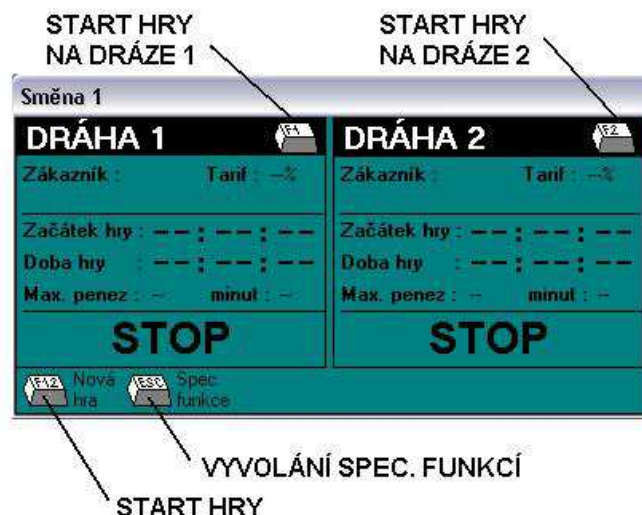 START HRY
NA DRÁZE 1
START HRY
NA DRÁZE 2
Směna 1
DRÁHA 1 F1
DRÁHA 2 F2
Zákazník : Tarif : --%
Zákazník : Tarif : --%
Začátek hry : -- : -- : --
Začátek hry : -- : -- : --
Doba hry : -- : -- : --
Doba hry : -- : -- : --
Max. penez : -- minut : --
Max. penez : -- minut : --
STOP
STOP
F12 Nová
hra
ESC Spec.
funkce
VYVOLÁNÍ SPEC. FUNKCÍ
START HRY